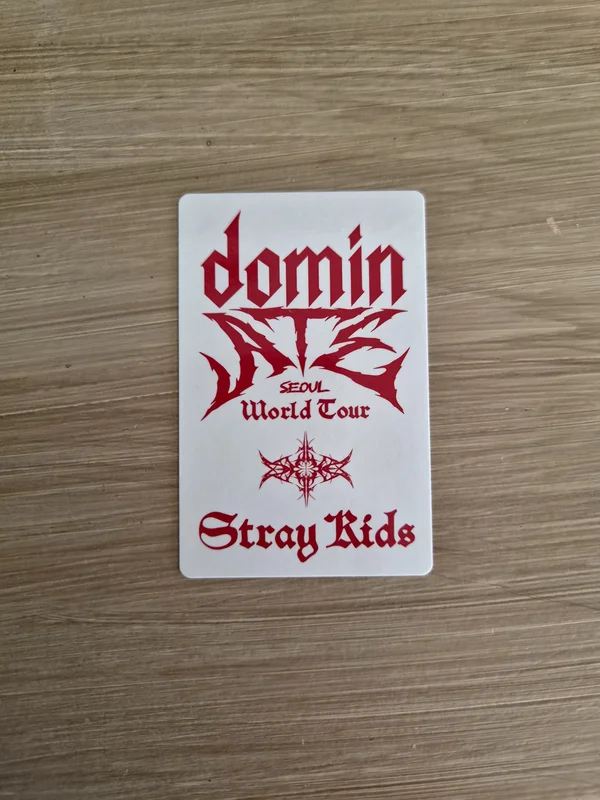 domin
ATE
SEOUL
World Tour
Stray Kids